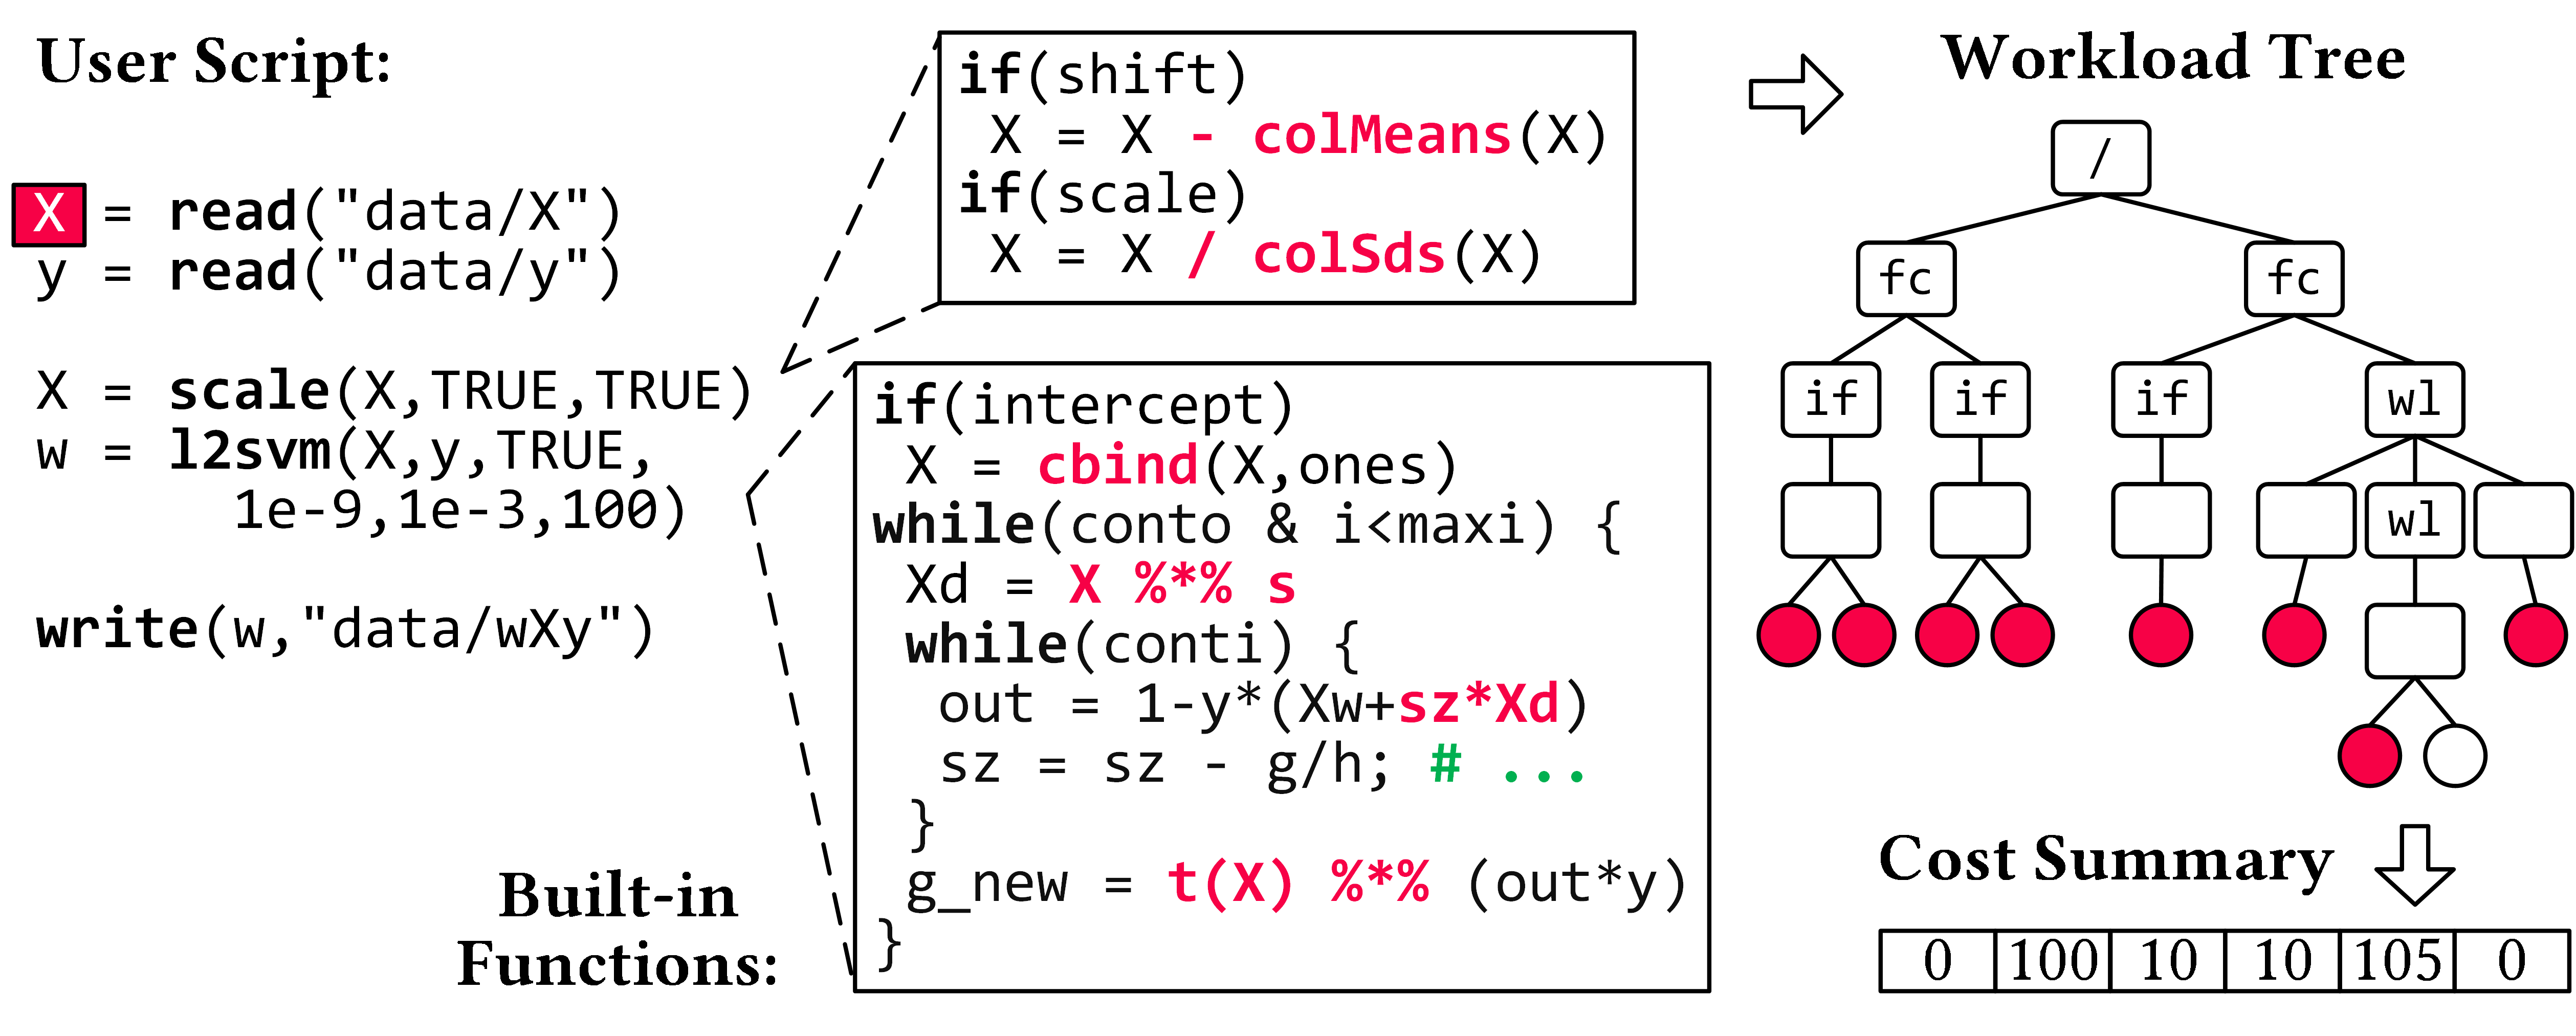 User Script:
X = read("data/X")
y = read("data/y")
X = scale(X,TRUE,TRUE)
w = l2svm(X,y,TRUE,
1e-9,1e-3,100)
write(w,"data/wXy")
Built-in
Functions:
if(shift)
X = X - colMeans(X)
if(scale)
X = X / colSds(X)
if(intercept)
X = cbind(X,ones)
while(conto & i<maxi) {
Xd = X %*% s
while(conti) {
out = 1-y*(Xw+sz*Xd)
sz = sz - g/h; # ...
}
g_new = t(X) %*% (out*y)
}
Workload Tree
/
fc fc
if if if wl
wl
Cost Summary
0 100 10 10 105 0